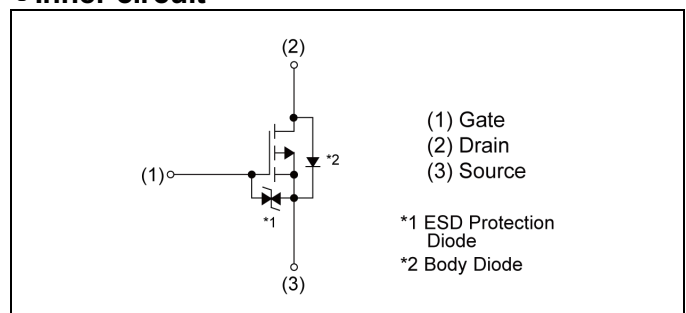 Inner circuit
(2)
(1)
*2
*1
(3)
(1) Gate
(2) Drain
(3) Source
*1 ESD Protection
Diode
*2 Body Diode